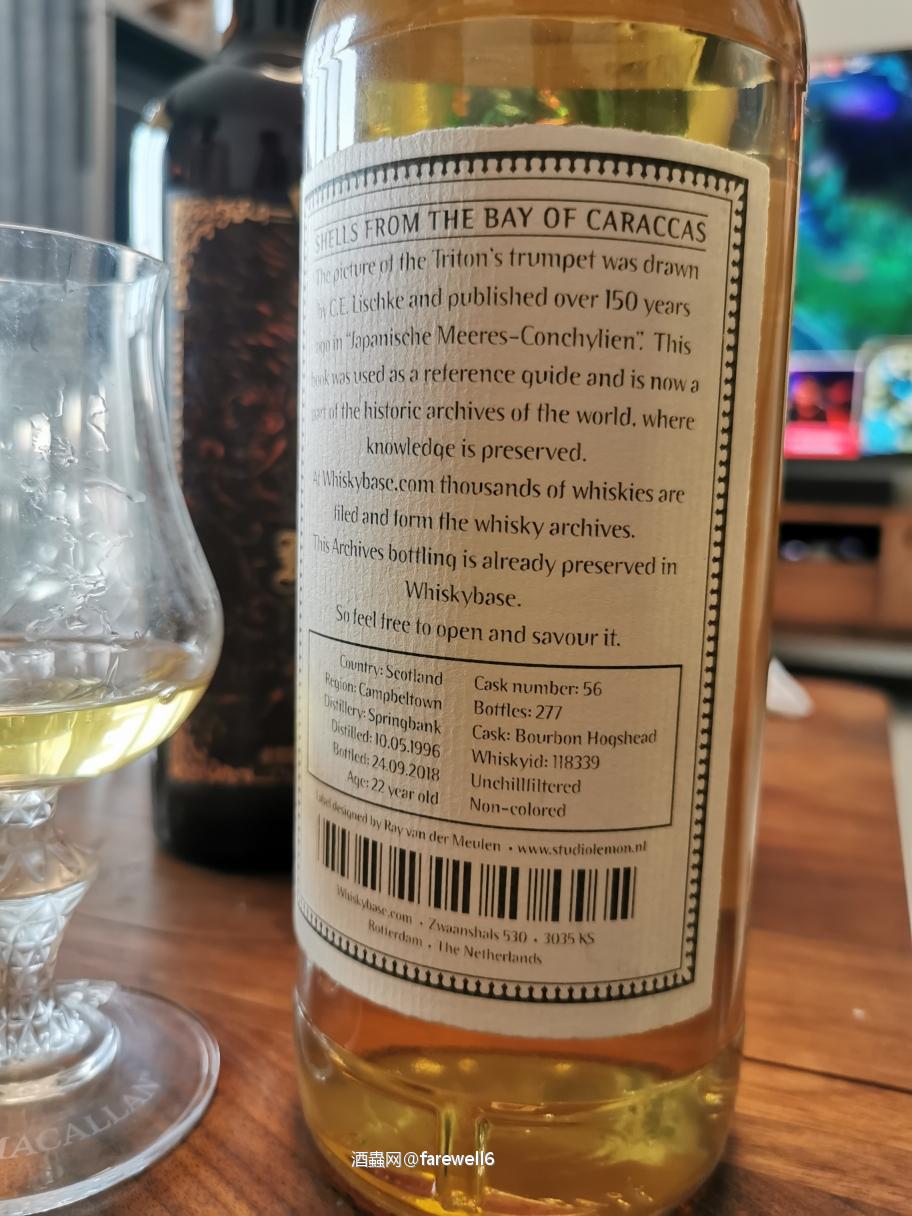 SHELLS FROM THE BAY OF CARACCAS
The picture of the Triton's trumpet was drawn
by C.E. Lischke and published over 150 years
ago in "Japanische Meeres-Conchylien". This
book was used as a reference guide and is now a
part of the historic archives of the world, where
knowledge is preserved.
At Whiskybase.com thousands of whiskies are
filed and form the whisky archives.
This Archives bottling is already preserved in
Whiskybase.
So feel free to open and savour it.
Country: Scotland
Region: Campbeltown
Distillery: Springbank
Distilled: 10.05.1996
Bottled: 24.09.2018
Age: 22 year old
Cask number: 56
Bottles: 277
Cask: Bourbon Hogshead
Whiskyid: 118339
Unchillfiltered
Non-colored
Label designed by Ray van der Meulen • www.studiolemon.nl
Whiskybase.com • Zwaanshals 530 • 3035 KS
Rotterdam • The Netherlands
MACALLAN
酒蟲网@farewell6